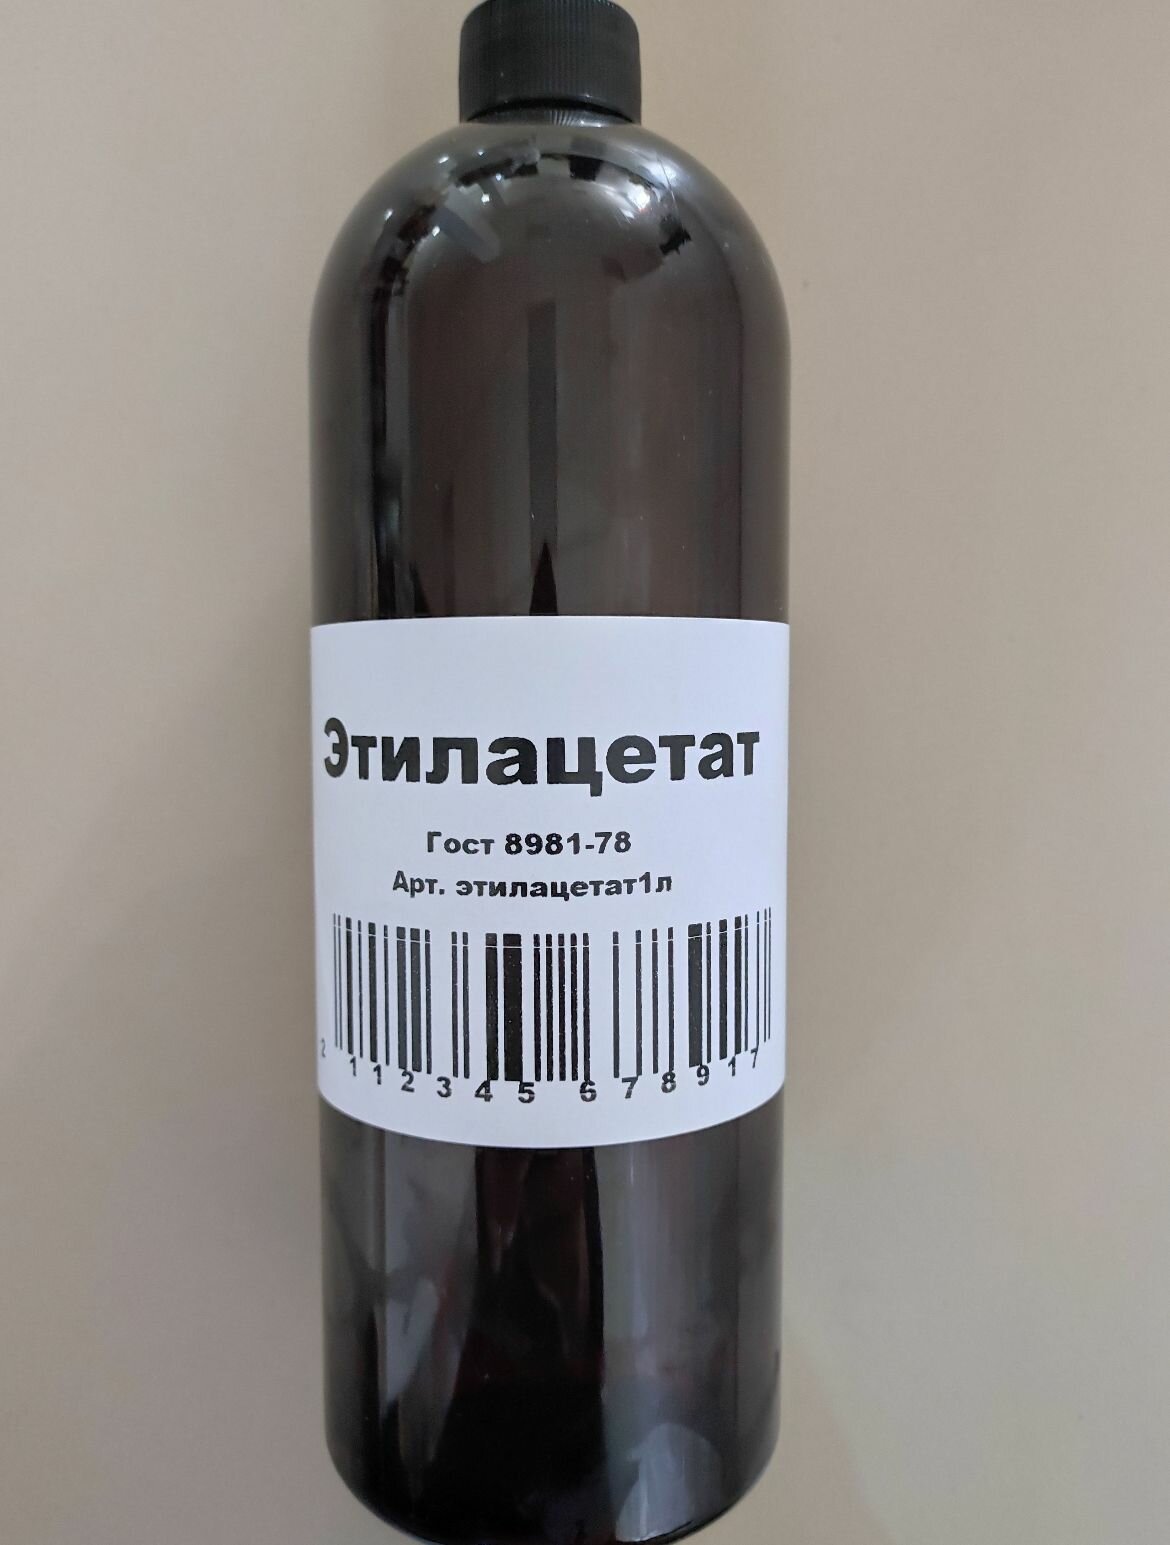 Этилацетат
Гост 8981-78
Арт. этилацетат1л
2 112345 678917